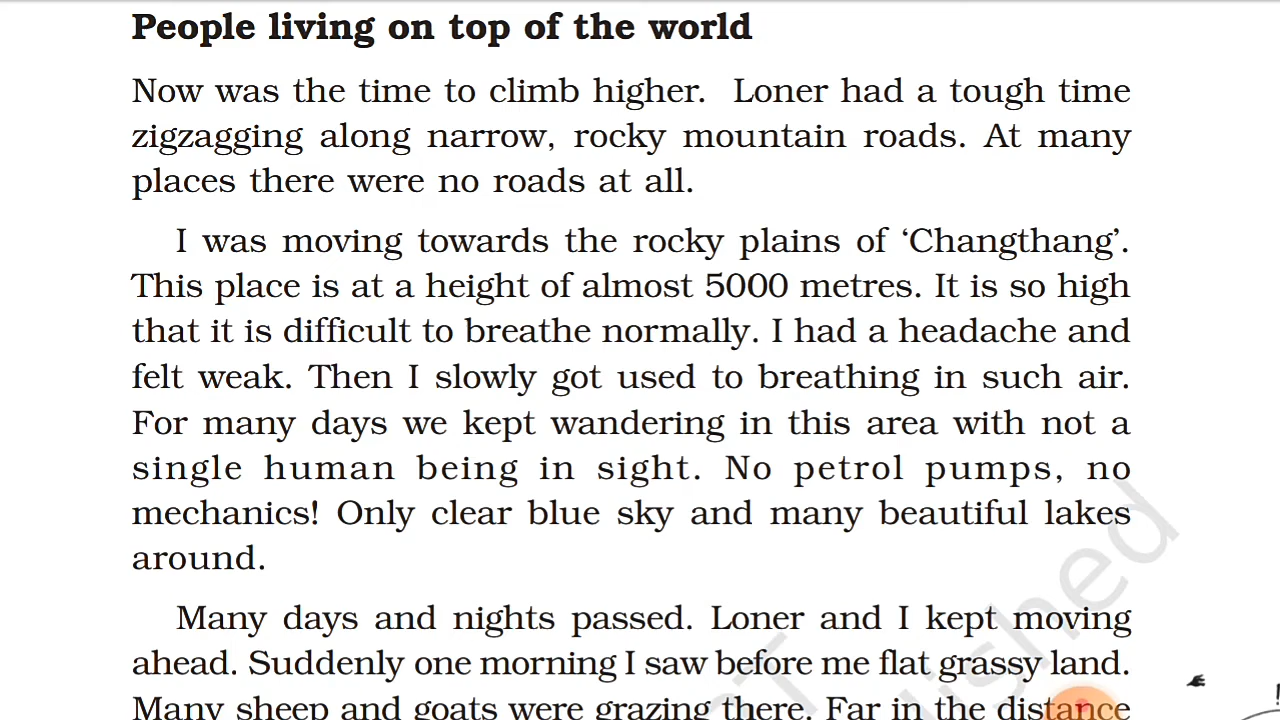 People living on top of the world
Now was the time to climb higher. Loner had a tough time
zigzagging along narrow, rocky mountain roads. At many
places there were no roads at all.
I was moving towards the rocky plains of ‘Changthang’.
This place is at a height of almost 5000 metres. It is so high
that it is difficult to breathe normally. I had a headache and
felt weak. Then I slowly got used to breathing in such air.
For many days we kept wandering in this area with not a
single human being in sight. No petrol pumps, no
mechanics! Only clear blue sky and many beautiful lakes
around.
Many days and nights passed. Loner and I kept moving
ahead. Suddenly one morning I saw before me flat grassy land.
Many sheep and goats were grazing there. Far in the distance